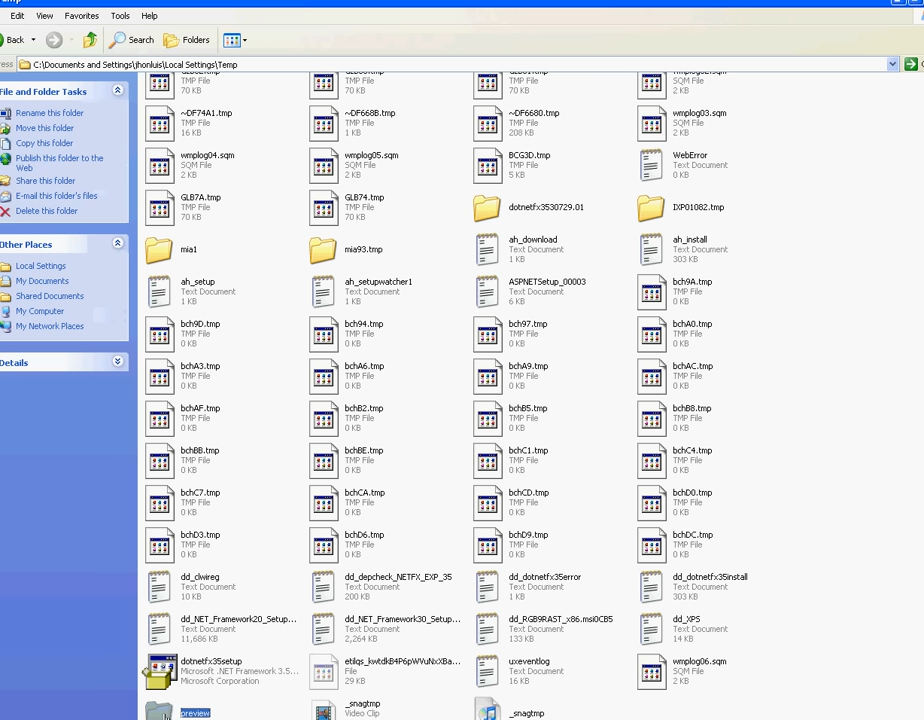 Edit View Favorites Tools Help
Back Search Folders
C:\Documents and Settings\jhonluis\Local Settings\Temp
File and Folder Tasks
Rename this folder
Move this folder
Copy this folder
Publish this folder to the
Web
Share this folder
E-mail this folder's files
Delete this folder
Other Places
Local Settings
My Documents
Shared Documents
My Computer
My Network Places
Details
TMP File TMP File TMP File SQM File
70 KB 70 KB 70 KB 2 KB
~DF74A1.tmp ~DF668B.tmp ~DF6680.tmp wmplog03.sqm
TMP File TMP File TMP File SQM File
16 KB 1 KB 208 KB 2 KB
wmplog04.sqm wmplog05.sqm BCG3D.tmp WebError
SQM File SQM File TMP File Text Document
2 KB 2 KB 5 KB 0 KB
GLB7A.tmp GLB74.tmp dotnetfx3530729.01 IXP01082.tmp
TMP File TMP File
70 KB 70 KB
mia1 mia93.tmp ah_download ah_install
Text Document Text Document
1 KB 303 KB
ah_setup ah_setupwatcher1 ASPNETSetup_00003 bch9A.tmp
Text Document Text Document Text Document TMP File
1 KB 1 KB 6 KB 0 KB
bch9D.tmp bch94.tmp bch97.tmp bchA0.tmp
TMP File TMP File TMP File TMP File
0 KB 0 KB 0 KB 0 KB
bchA3.tmp bchA6.tmp bchA9.tmp bchAC.tmp
TMP File TMP File TMP File TMP File
0 KB 0 KB 0 KB 0 KB
bchAF.tmp bchB2.tmp bchB5.tmp bchB8.tmp
TMP File TMP File TMP File TMP File
0 KB 0 KB 0 KB 0 KB
bchBB.tmp bchBE.tmp bchC1.tmp bchC4.tmp
TMP File TMP File TMP File TMP File
0 KB 0 KB 0 KB 0 KB
bchC7.tmp bchCA.tmp bchCD.tmp bchD0.tmp
TMP File TMP File TMP File TMP File
0 KB 0 KB 0 KB 0 KB
bchD3.tmp bchD6.tmp bchD9.tmp bchDC.tmp
TMP File TMP File TMP File TMP File
0 KB 0 KB 0 KB 0 KB
dd_clwireg dd_depcheck_NETFX_EXP_35 dd_dotnetfx35error dd_dotnetfx35install
Text Document Text Document Text Document Text Document
10 KB 200 KB 1 KB 303 KB
dd_NET_Framework20_Setup... dd_NET_Framework30_Setup... dd_RGB9RAST_x86.msi0CB5 dd_XPS
Text Document Text Document Text Document Text Document
11,686 KB 2,264 KB 133 KB 14 KB
dotnetfx35setup etilqs_kwtdkB4P6pWVuNxXBa... uxeventlog wmplog06.sqm
Microsoft .NET Framework 3.5... File Text Document SQM File
Microsoft Corporation 29 KB 16 KB 2 KB
preview _snagtmp _snagtmp
Video Clip